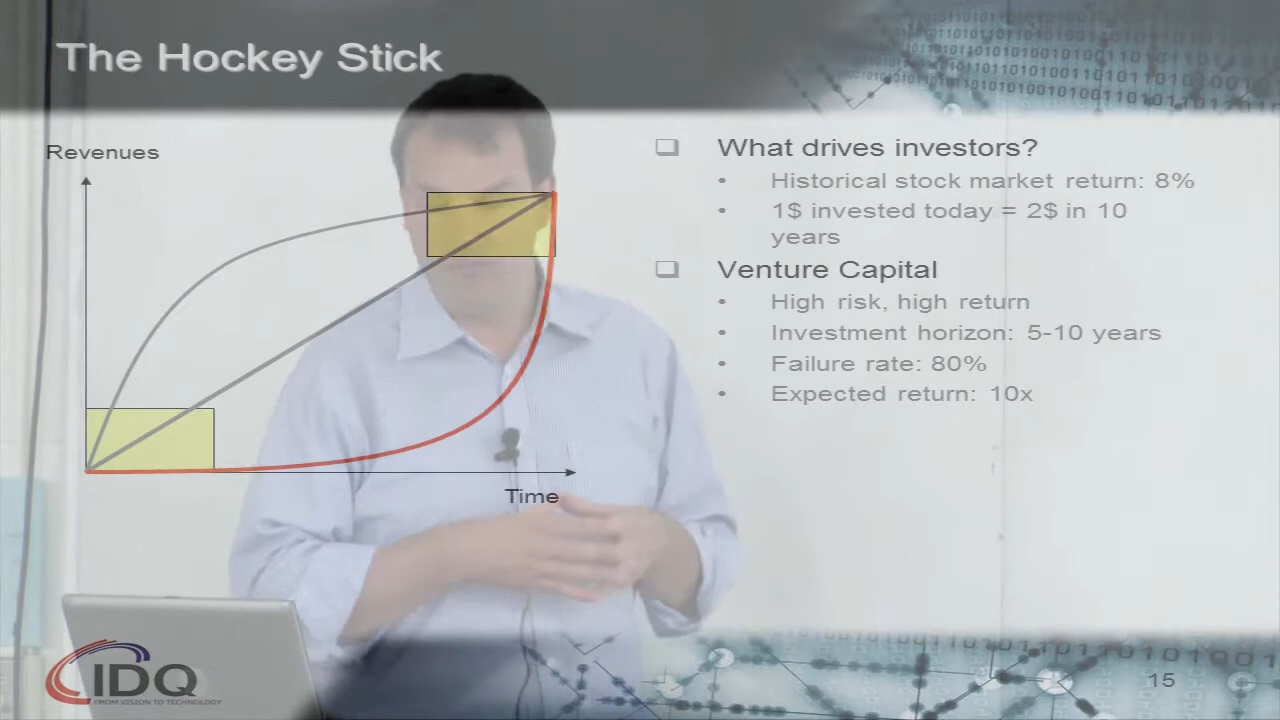 The Hockey Stick
Revenues
Time
What drives investors?
• Historical stock market return: 8%
• 1$ invested today = 2$ in 10
years
Venture Capital
• High risk, high return
• Investment horizon: 5-10 years
• Failure rate: 80%
• Expected return: 10x
IDQ
FROM VISION TO TECHNOLOGY
15